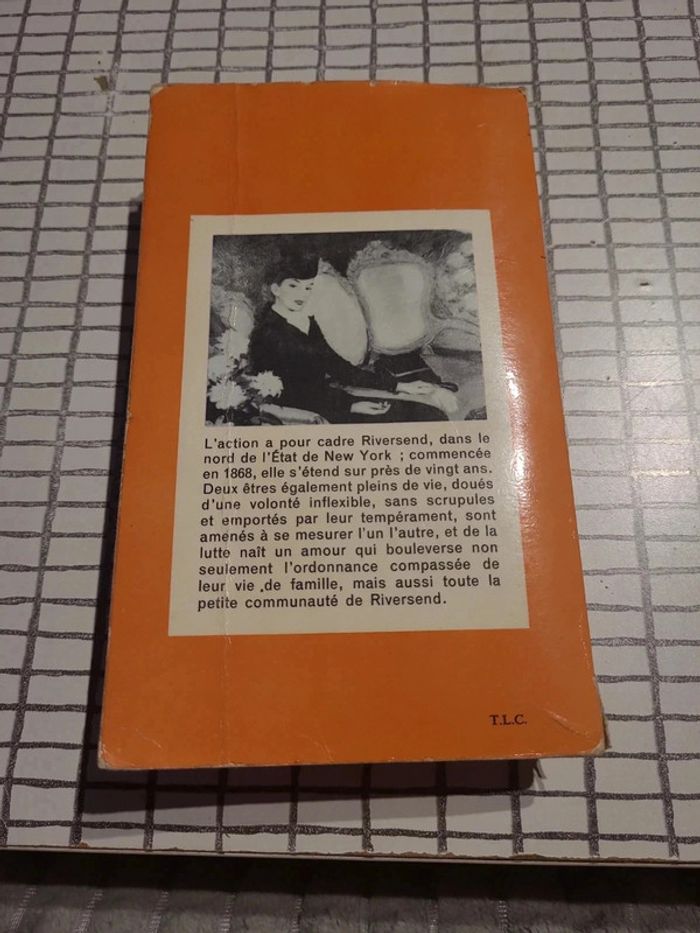 L'action a pour cadre Riversend, dans le
nord de l'État de New York ; commencée
en 1868, elle s'étend sur près de vingt ans.
Deux êtres également pleins de vie, doués
d'une volonté inflexible, sans scrupules
et emportés par leur tempérament, sont
amenés à se mesurer l'un l'autre, et de la
lutte naît un amour qui bouleverse non
seulement l'ordonnance compassée de
leur vie de famille, mais aussi toute la
petite communauté de Riversend.
T.L.C.